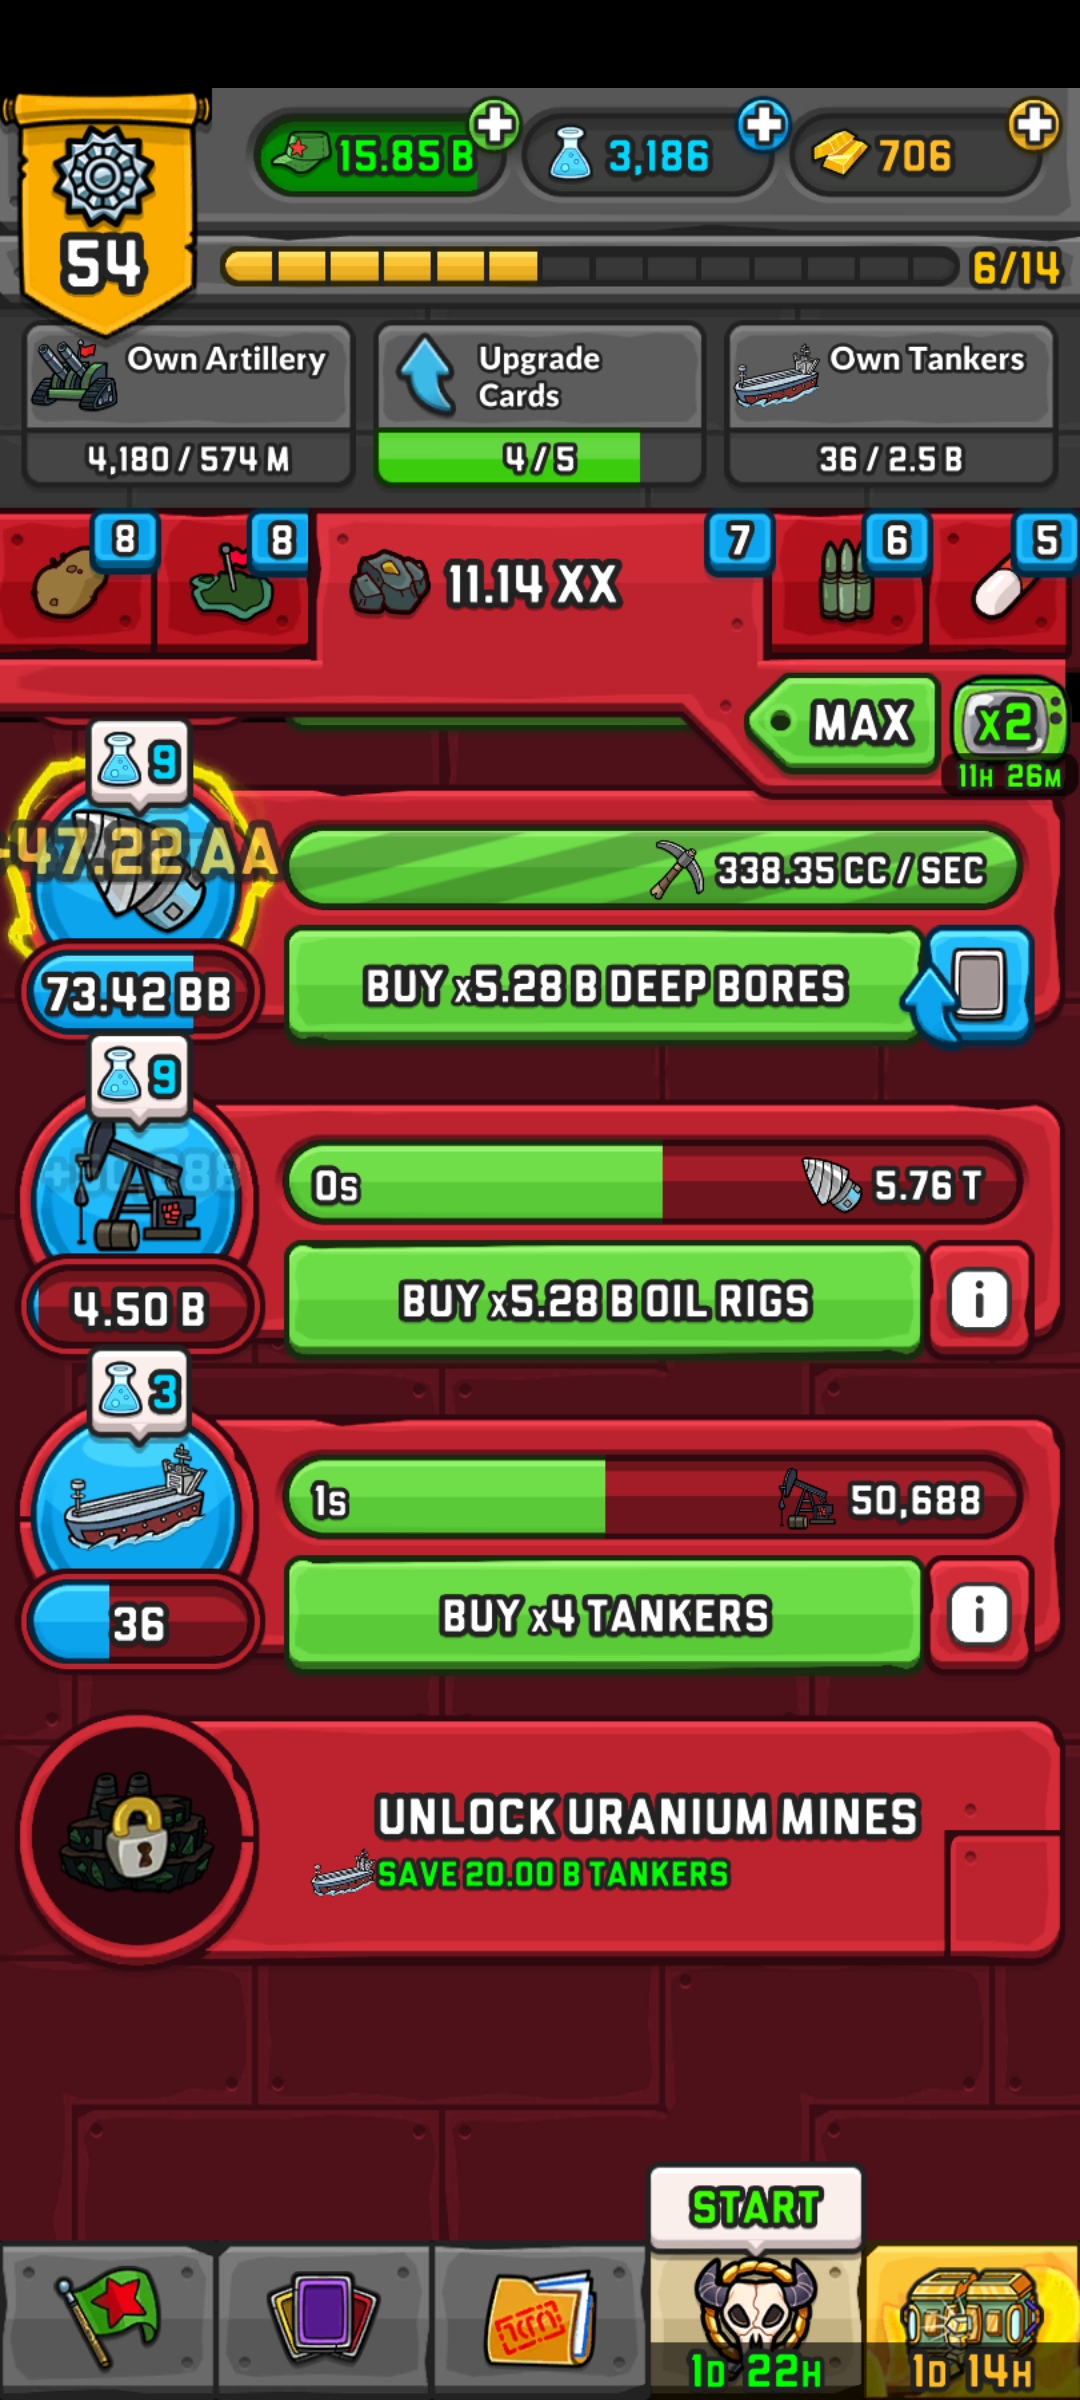 15.85 B
3,186
706
54
6/14
Own Artillery
4,180 / 574 M
Upgrade
Cards
4/5
Own Tankers
36 / 2.5 B
8
8
11.14 XX
7
6
5
MAX
x2
11H 26M
9
-47.22 AA
338.35 CC / SEC
73.42 BB
BUY x5.28 B DEEP BORES
9
0s
5.76 T
4.50 B
BUY x5.28 B OIL RIGS
i
3
1s
50,688
36
BUY x4 TANKERS
i
UNLOCK URANIUM MINES
SAVE 20.00 B TANKERS
START
1D 22H
1D 14H